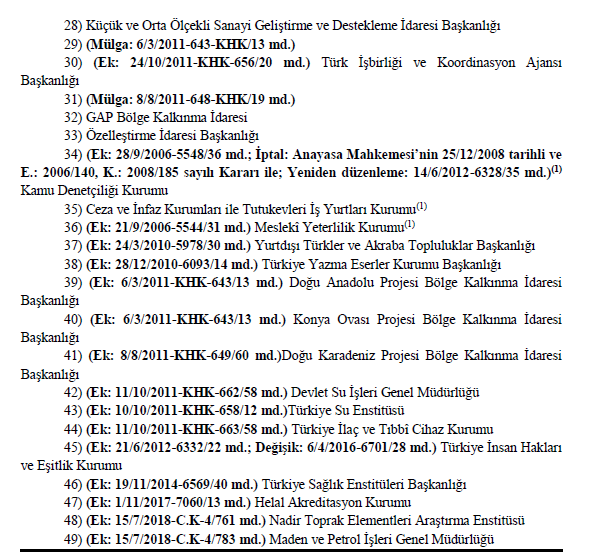 28) Küçük ve Orta Ölçekli Sanayi Geliştirme ve Destekleme İdaresi Başkanlığı
29) (Mülga: 6/3/2011-643-KHK/13 md.)
30) (Ek: 24/10/2011-KHK-656/20 md.) Türk İşbirliği ve Koordinasyon Ajansı
Başkanlığı
31) (Mülga: 8/8/2011-648-KHK/19 md.)
32) GAP Bölge Kalkınma İdaresi
33) Özelleştirme İdaresi Başkanlığı
34) (Ek: 28/9/2006-5548/36 md.; İptal: Anayasa Mahkemesi’nin 25/12/2008 tarihli ve
E.: 2006/140, K.: 2008/185 sayılı Kararı ile; Yeniden düzenleme: 14/6/2012-6328/35 md.)(1)
Kamu Denetçiliği Kurumu
35) Ceza ve İnfaz Kurumları ile Tutukevleri İş Yurtları Kurumu(1)
36) (Ek: 21/9/2006-5544/31 md.) Meslekî Yeterlilik Kurumu(1)
37) (Ek: 24/3/2010-5978/30 md.) Yurtdışı Türkler ve Akraba Topluluklar Başkanlığı
38) (Ek: 28/12/2010-6093/14 md.) Türkiye Yazma Eserler Kurumu Başkanlığı
39) (Ek: 6/3/2011-KHK-643/13 md.) Doğu Anadolu Projesi Bölge Kalkınma İdaresi
Başkanlığı
40) (Ek: 6/3/2011-KHK-643/13 md.) Konya Ovası Projesi Bölge Kalkınma İdaresi
Başkanlığı
41) (Ek: 8/8/2011-KHK-649/60 md.)Doğu Karadeniz Projesi Bölge Kalkınma İdaresi
Başkanlığı
42) (Ek: 11/10/2011-KHK-662/58 md.) Devlet Su İşleri Genel Müdürlüğü
43) (Ek: 10/10/2011-KHK-658/12 md.)Türkiye Su Enstitüsü
44) (Ek: 11/10/2011-KHK-663/58 md.) Türkiye İlaç ve Tıbbî Cihaz Kurumu
45) (Ek: 21/6/2012-6332/22 md.; Değişik: 6/4/2016-6701/28 md.) Türkiye İnsan Hakları
ve Eşitlik Kurumu
46) (Ek: 19/11/2014-6569/40 md.) Türkiye Sağlık Enstitüleri Başkanlığı
47) (Ek: 1/11/2017-7060/13 md.) Helal Akreditasyon Kurumu
48) (Ek: 15/7/2018-C.K-4/761 md.) Nadir Toprak Elementleri Araştırma Enstitüsü
49) (Ek: 15/7/2018-C.K-4/783 md.) Maden ve Petrol İşleri Genel Müdürlüğü